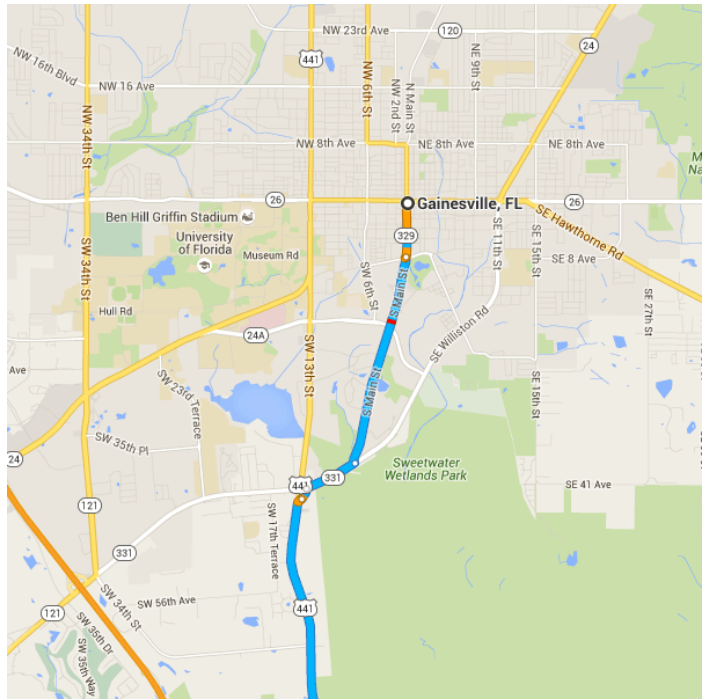 NW 23rd Ave
120
24
441
NW 16th Blvd
NW 16 Ave
NW 34th St
NW 6th St
NW 2nd St
N Main St
NE 9th St
NW 8th Ave
NE 8th Ave
NE 8th Ave
26
Gainesville, FL
26
Ben Hill Griffin Stadium
University
of Florida
Museum Rd
329
SE Hawthorne Rd
SE 11th St
SE 15th St
SE 8 Ave
SW 34th St
SW 6th St
S Main St
Hull Rd
24A
SE Williston Rd
SE 27th St
Ave
SW 13th St
SW 23rd Terrace
S Main St
SE 15th St
SW 35th Pl
24
Sweetwater
Wetlands Park
441
331
SE 41 Ave
121
SW 17th Terrace
331
SW 56th Ave
441
121
SW 34th St
SW 35th Dr
SW 35th Way